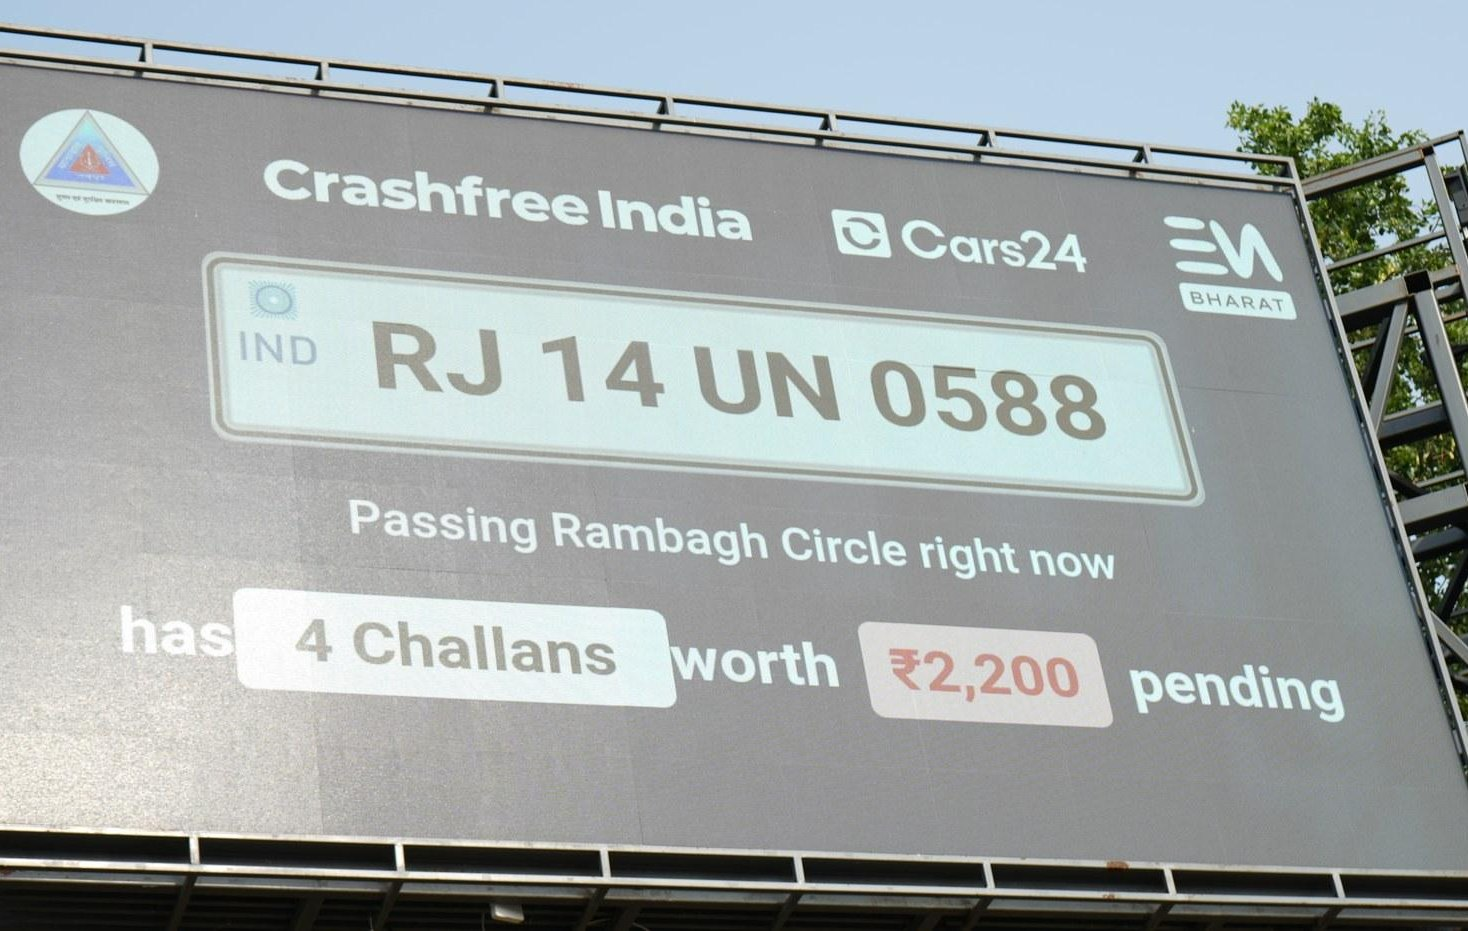 Crashfree India
Cars24
BHARAT
IND
RJ 14 UN 0588
Passing Rambagh Circle right now
has 4 Challans worth ₹2,200 pending